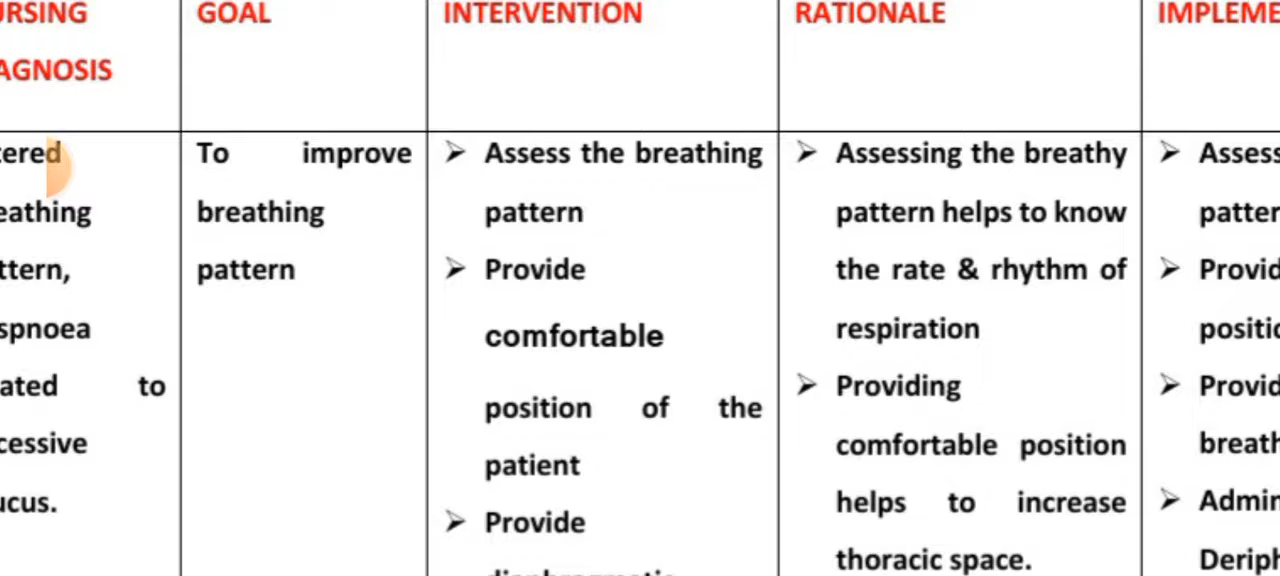 URSING
AGNOSIS
GOAL
INTERVENTION
RATIONALE
IMPLEME
tered
eathing
ttern,
spnoea
ated to
cessive
ucus.
To improve
breathing
pattern
➢ Assess the breathing
pattern
➢ Provide
comfortable
position of the
patient
➢ Provide
➢ Assessing the breathy
pattern helps to know
the rate & rhythm of
respiration
➢ Providing
comfortable position
helps to increase
thoracic space.
➢ Assess
patter
➢ Provid
positio
➢ Provid
breath
➢ Admin
Deriph